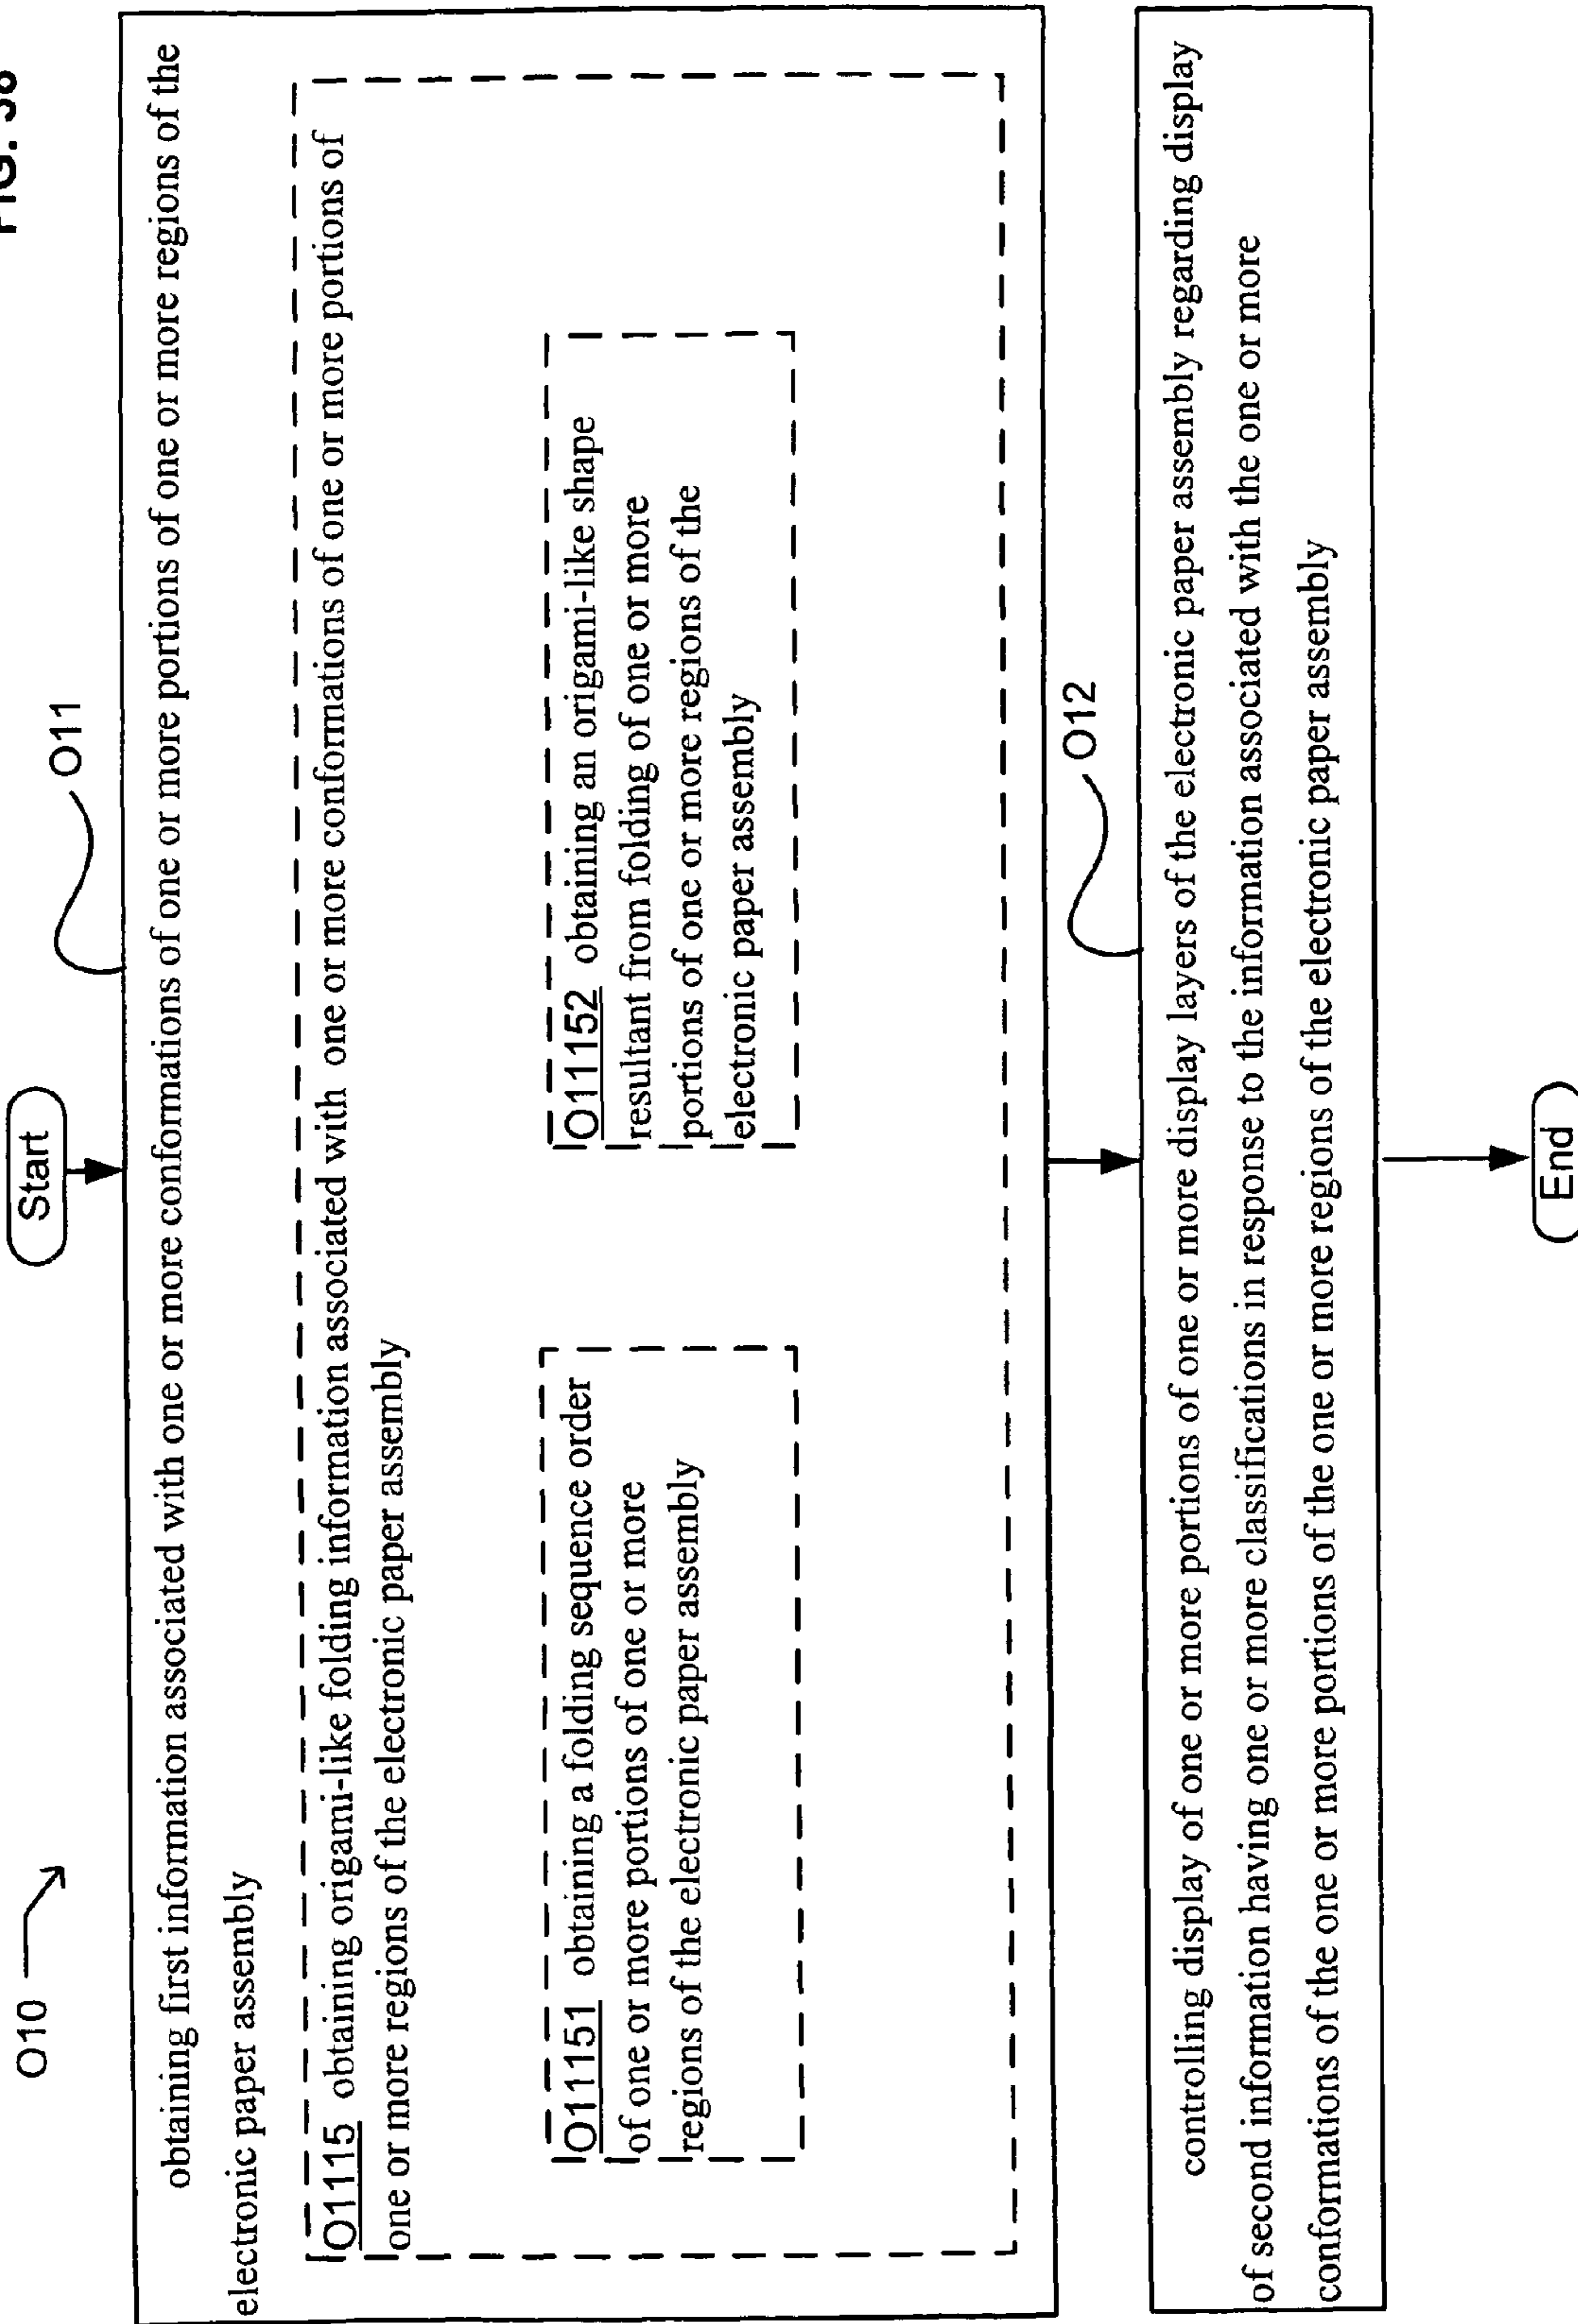 FIG. 38
O10
Start
O11
obtaining first information associated with one or more conformations of one or more portions of one or more regions of the
electronic paper assembly
O1115 obtaining origami-like folding information associated with one or more conformations of one or more portions of
one or more regions of the electronic paper assembly
O11151 obtaining a folding sequence order
of one or more portions of one or more
regions of the electronic paper assembly
O11152 obtaining an origami-like shape
resultant from folding of one or more
portions of one or more regions of the
electronic paper assembly
O12
controlling display of one or more portions of one or more display layers of the electronic paper assembly regarding display
of second information having one or more classifications in response to the information associated with the one or more
conformations of the one or more portions of the one or more regions of the electronic paper assembly
End